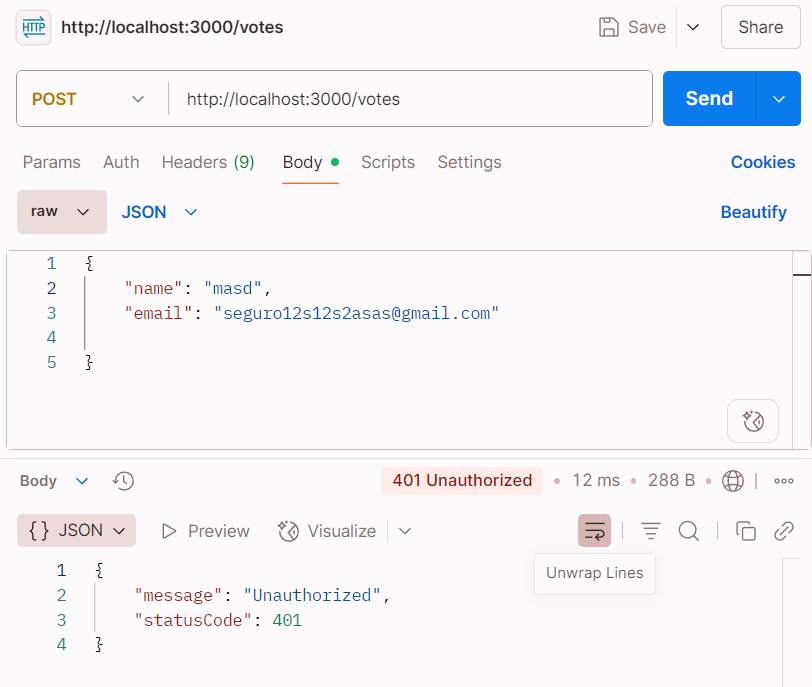 HTTP http://localhost:3000/votes Save Share
POST http://localhost:3000/votes Send
Params Auth Headers (9) Body Scripts Settings Cookies
raw JSON Beautify
1 {
2 "name": "masd",
3 "email": "seguro12s12s2asas@gmail.com"
4
5 }
Body 401 Unauthorized • 12 ms • 288 B •
{} JSON Preview Visualize
Unwrap Lines
1 {
2 "message": "Unauthorized",
3 "statusCode": 401
4 }